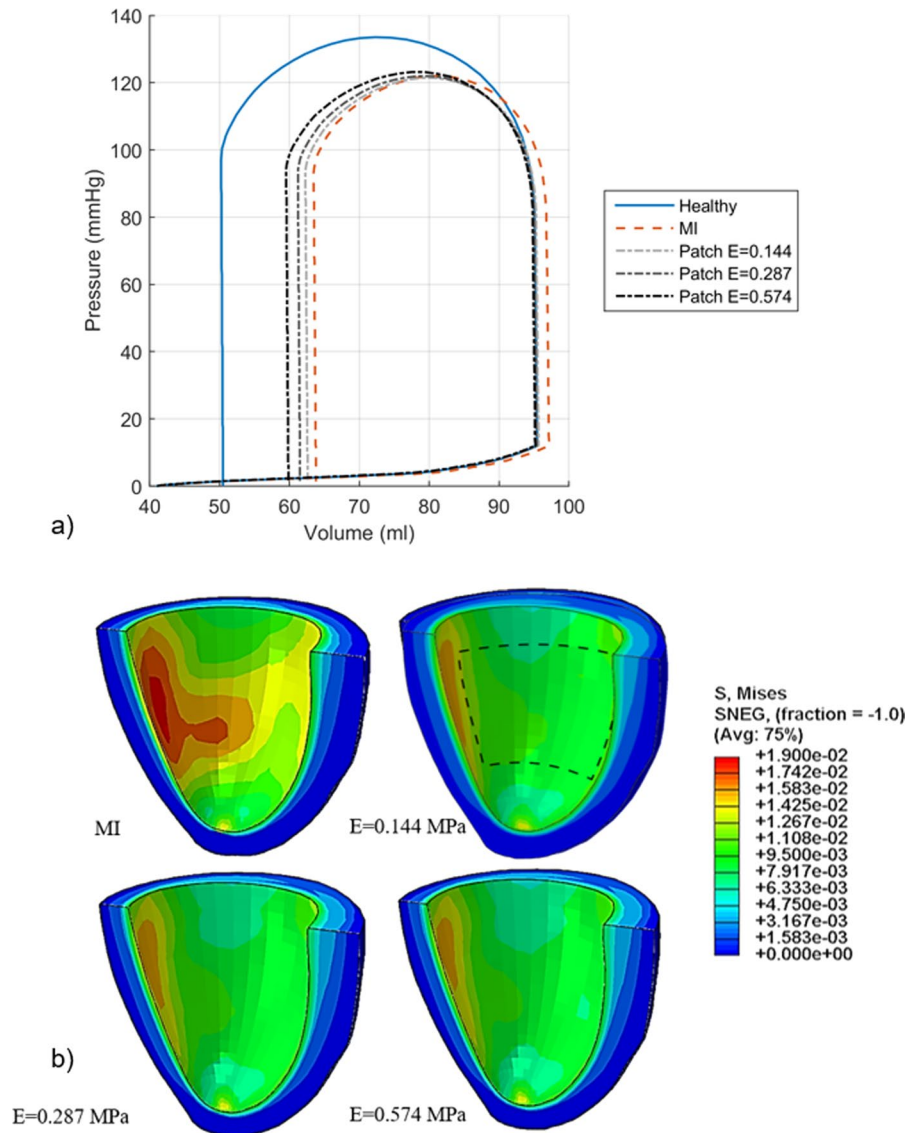 140
120
100
80
60
40
20
0
Pressure (mmHg)
40 50 60 70 80 90 100
Volume (ml)
Healthy
MI
Patch E=0.144
Patch E=0.287
Patch E=0.574
a)
MI
E=0.144 MPa
S, Mises
SNEG, (fraction = -1.0)
(Avg: 75%)
+1.900e-02
+1.742e-02
+1.583e-02
+1.425e-02
+1.267e-02
+1.108e-02
+9.500e-03
+7.917e-03
+6.333e-03
+4.750e-03
+3.167e-03
+1.583e-03
+0.000e+00
b)
E=0.287 MPa
E=0.574 MPa